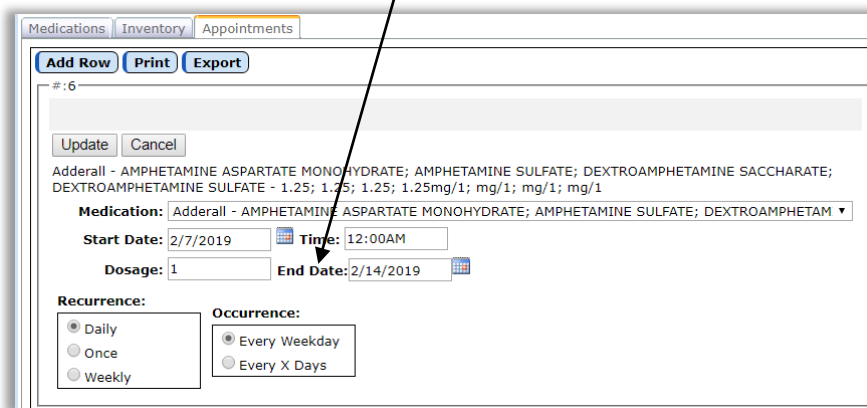 Medications Inventory Appointments
Add Row Print Export
#:6
Update Cancel
Adderall - AMPHETAMINE ASPARTATE MONOHYDRATE; AMPHETAMINE SULFATE; DEXTROAMPHETAMINE SACCHARATE;
DEXTROAMPHETAMINE SULFATE - 1.25; 1.25; 1.25; 1.25mg/1; mg/1; mg/1; mg/1
Medication: Adderall - AMPHETAMINE ASPARTATE MONOHYDRATE; AMPHETAMINE SULFATE; DEXTROAMPHETAM
Start Date: 2/7/2019 Time: 12:00AM
Dosage: 1 End Date: 2/14/2019
Recurrence:
Daily
Once
Weekly
Occurrence:
Every Weekday
Every X Days